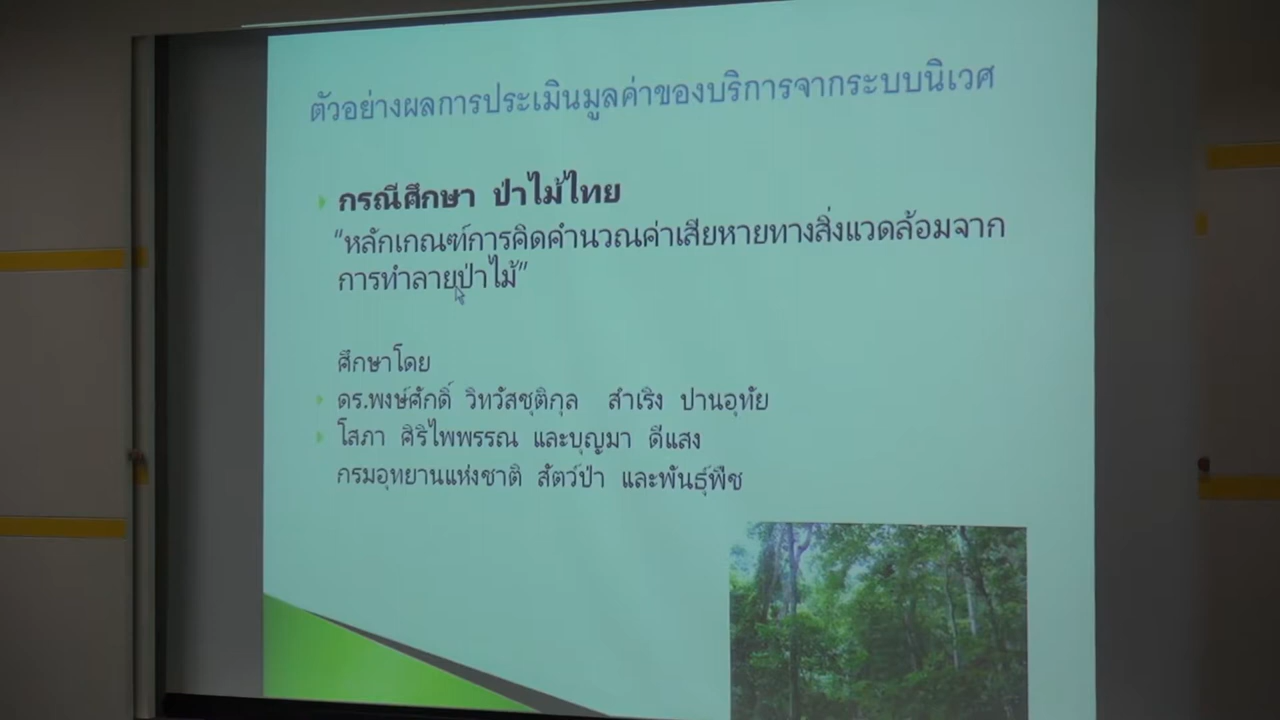 ตัวอย่างผลการประเมินมูลค่าของบริการจากระบบนิเวศ
กรณีศึกษา ป่าไม้ไทย
“หลักเกณฑ์การคิดคำนวณค่าเสียหายทางสิ่งแวดล้อมจาก
การทำลายป่าไม้”
ศึกษาโดย
ดร.พงษ์ศักดิ์ วิทวัสชุติกุล สำเริง ปานอุทัย
โสภา ศิริไพพรรณ และบุญมา ดีแสง
กรมอุทยานแห่งชาติ สัตว์ป่า และพันธุ์พืช